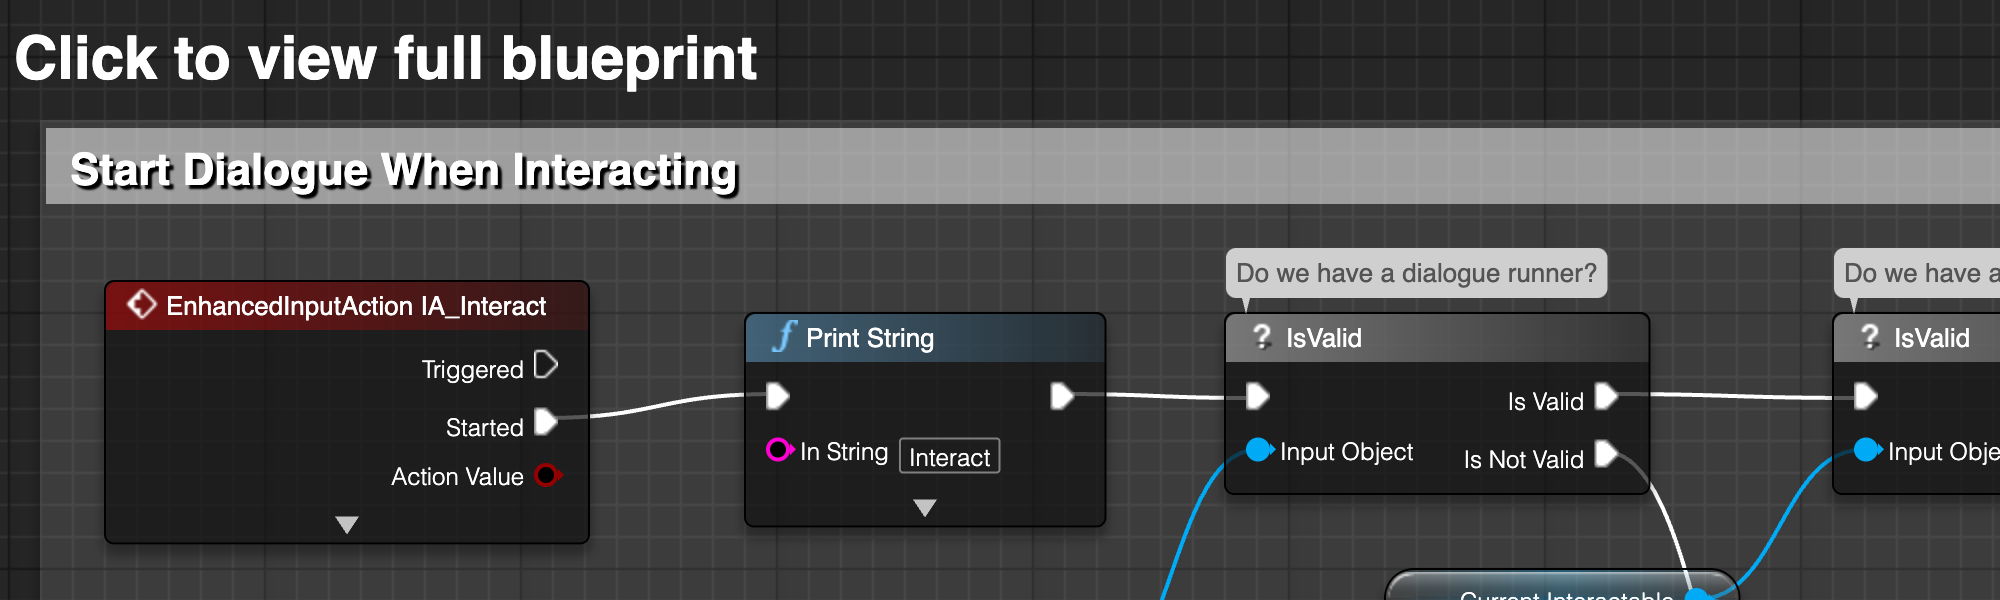 Click to view full blueprint
Start Dialogue When Interacting
Do we have a dialogue runner?
Do we have a
EnhancedInputAction IA_Interact
Triggered
Started
Action Value
Print String
In String Interact
? IsValid
Is Valid
Input Object
Is Not Valid
? IsValid
Input Obje
Current Interactable